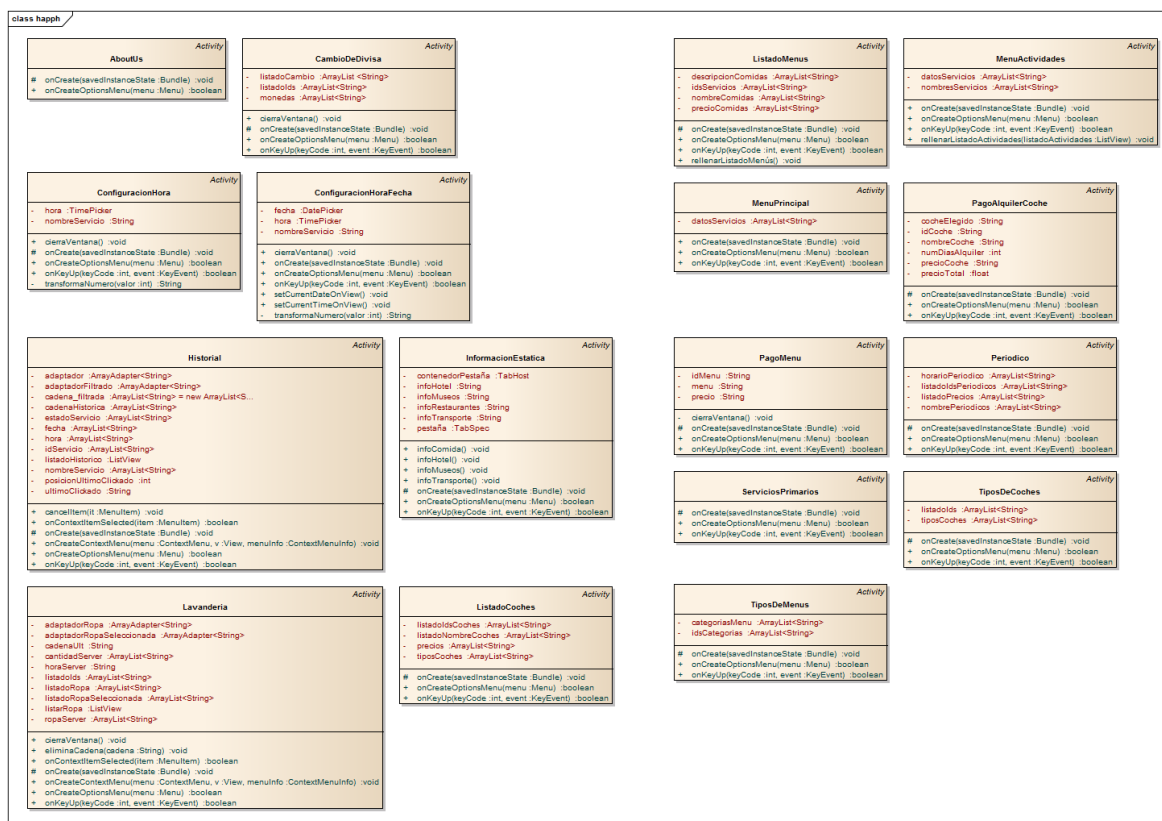 class happh
Activity
AboutUs
# onCreate(savedInstanceState :Bundle) :void
+ onCreateOptionsMenu(menu :Menu) :boolean
Activity
CambioDeDivisa
- listadoCambio :ArrayList <String>
- listadoIds :ArrayList<String>
- monedas :ArrayList<String>
+ cierraVentana() :void
# onCreate(savedInstanceState :Bundle) :void
+ onCreateOptionsMenu(menu :Menu) :boolean
+ onKeyUp(keyCode :int, event :KeyEvent) :boolean
Activity
ListadoMenus
- descripcionComidas :ArrayList<String>
- idsServicios :ArrayList<String>
- nombreComidas :ArrayList<String>
- precioComidas :ArrayList<String>
# onCreate(savedInstanceState :Bundle) :void
+ onCreateOptionsMenu(menu :Menu) :boolean
+ onKeyUp(keyCode :int, event :KeyEvent) :boolean
+ rellenarListadoMenús() :void
Activity
MenuActividades
- datosServicios :ArrayList<String>
- nombresServicios :ArrayList<String>
+ onCreate(savedInstanceState :Bundle) :void
+ onCreateOptionsMenu(menu :Menu) :boolean
+ onKeyUp(keyCode :int, event :KeyEvent) :boolean
+ rellenarListadoActividades(listadoActividades :ListView) :void
Activity
ConfiguracionHora
- hora :TimePicker
- nombreServicio :String
+ cierraVentana() :void
# onCreate(savedInstanceState :Bundle) :void
+ onCreateOptionsMenu(menu :Menu) :boolean
+ onKeyUp(keyCode :int, event :KeyEvent) :boolean
- transformaNumero(valor :int) :String
Activity
ConfiguracionHoraFecha
- fecha :DatePicker
- hora :TimePicker
- nombreServicio :String
+ cierraVentana() :void
+ onCreate(savedInstanceState :Bundle) :void
+ onCreateOptionsMenu(menu :Menu) :boolean
+ onKeyUp(keyCode :int, event :KeyEvent) :boolean
+ setCurrentDateOnView() :void
+ setCurrentTimeOnView() :void
- transformaNumero(valor :int) :String
Activity
MenuPrincipal
- datosServicios :ArrayList<String>
+ onCreate(savedInstanceState :Bundle) :void
+ onCreateOptionsMenu(menu :Menu) :boolean
+ onKeyUp(keyCode :int, event :KeyEvent) :boolean
Activity
PagoAlquilerCoche
- cocheElegido :String
- idCoche :String
- nombreCoche :String
- numDiasAlquiler :int
- precioCoche :String
- precioTotal :float
# onCreate(savedInstanceState :Bundle) :void
+ onCreateOptionsMenu(menu :Menu) :boolean
+ onKeyUp(keyCode :int, event :KeyEvent) :boolean
Activity
Historial
- adaptador :ArrayAdapter<String>
- adaptadorFiltrado :ArrayAdapter<String>
- cadena_filtrada :ArrayList<String> = new ArrayList<S...
- cadenaHistorica :ArrayList<String>
- estadoServicio :ArrayList<String>
- fecha :ArrayList<String>
- hora :ArrayList<String>
- idServicio :ArrayList<String>
- listadoHistorico :ListView
- nombreServicio :ArrayList<String>
- posicionUltimoClickado :int
- ultimoClickado :String
+ cancelItem(it :MenuItem) :void
+ onContextItemSelected(item :MenuItem) :boolean
# onCreate(savedInstanceState :Bundle) :void
+ onCreateContextMenu(menu :ContextMenu, v :View, menuInfo :ContextMenuInfo) :void
+ onCreateOptionsMenu(menu :Menu) :boolean
+ onKeyUp(keyCode :int, event :KeyEvent) :boolean
Activity
InformacionEstatica
- contenedorPestaña :TabHost
- infoHotel :String
- infoMuseos :String
- infoRestaurantes :String
- infoTransporte :String
- pestaña :TabSpec
+ infoComida() :void
+ infoHotel() :void
+ infoMuseos() :void
+ infoTransporte() :void
# onCreate(savedInstanceState :Bundle) :void
+ onCreateOptionsMenu(menu :Menu) :boolean
+ onKeyUp(keyCode :int, event :KeyEvent) :boolean
Activity
PagoMenu
- idMenu :String
- menu :String
- precio :String
- cierraVentana() :void
# onCreate(savedInstanceState :Bundle) :void
+ onCreateOptionsMenu(menu :Menu) :boolean
+ onKeyUp(keyCode :int, event :KeyEvent) :boolean
Activity
Periodico
- horarioPeriodico :ArrayList<String>
- listadoIdsPeriodicos :ArrayList<String>
- listadoPrecios :ArrayList<String>
- nombrePeriodicos :ArrayList<String>
# onCreate(savedInstanceState :Bundle) :void
+ onCreateOptionsMenu(menu :Menu) :boolean
+ onKeyUp(keyCode :int, event :KeyEvent) :boolean
Activity
ServiciosPrimarios
# onCreate(savedInstanceState :Bundle) :void
+ onCreateOptionsMenu(menu :Menu) :boolean
+ onKeyUp(keyCode :int, event :KeyEvent) :boolean
Activity
TiposDeCoches
- listadoIds :ArrayList<String>
- tiposCoches :ArrayList<String>
# onCreate(savedInstanceState :Bundle) :void
+ onCreateOptionsMenu(menu :Menu) :boolean
+ onKeyUp(keyCode :int, event :KeyEvent) :boolean
Activity
Lavanderia
- adaptadorRopa :ArrayAdapter<String>
- adaptadorRopaSeleccionada :ArrayAdapter<String>
- cadenaUlt :String
- cantidadServer :ArrayList<String>
- horaServer :String
- listadoIds :ArrayList<String>
- listadoRopa :ArrayList<String>
- listadoRopaSeleccionada :ArrayList<String>
- listarRopa :ListView
- ropaServer :ArrayList<String>
+ cierraVentana() :void
+ eliminaCadena(cadena :String) :void
+ onContextItemSelected(item :MenuItem) :boolean
# onCreate(savedInstanceState :Bundle) :void
+ onCreateContextMenu(menu :ContextMenu, v :View, menuInfo :ContextMenuInfo) :void
+ onCreateOptionsMenu(menu :Menu) :boolean
+ onKeyUp(keyCode :int, event :KeyEvent) :boolean
Activity
ListadoCoches
- listadoIdsCoches :ArrayList<String>
- listadoNombreCoches :ArrayList<String>
- precios :ArrayList<String>
- tiposCoches :ArrayList<String>
# onCreate(savedInstanceState :Bundle) :void
+ onCreateOptionsMenu(menu :Menu) :boolean
+ onKeyUp(keyCode :int, event :KeyEvent) :boolean
Activity
TiposDeMenus
- categoriasMenu :ArrayList<String>
- idsCategorias :ArrayList<String>
# onCreate(savedInstanceState :Bundle) :void
+ onCreateOptionsMenu(menu :Menu) :boolean
+ onKeyUp(keyCode :int, event :KeyEvent) :boolean